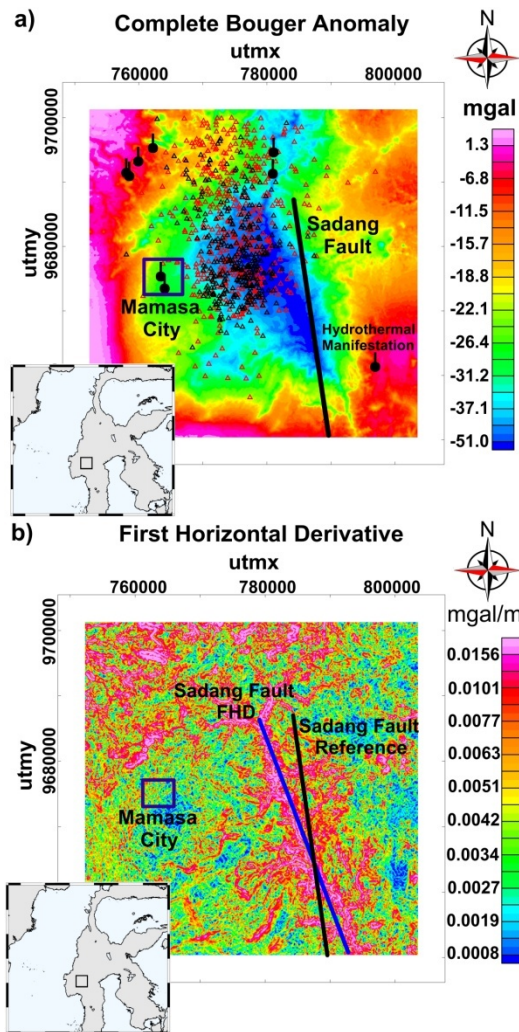 a)
Complete Bouger Anomaly
N
utmx
760000
780000
800000
mgal
9700000
utmy
9680000
Sadang
Fault
Mamasa
City
Hydrothermal
Manifestation
1.3
-6.8
-11.5
-15.5
-18.7
-22.1
-26.2
-31.2
-37.1
-51.0
b)
First Horizontal Derivative
N
utmx
760000
780000
800000
mgal/m
9700000
utmy
9680000
Sadang Fault
FHD
Sadang Fault
Reference
Mamasa
City
0.0156
0.0101
0.0077
0.0063
0.0051
0.0043
0.0034
0.0027
0.0019
0.0008